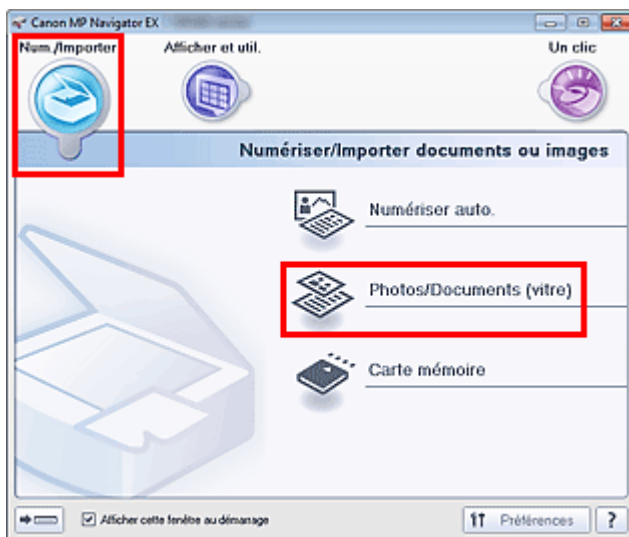 Canon MP Navigator EX
Num./Importer
Afficher et util.
Un clic
Numériser/Importer documents ou images
Numériser auto.
Photos/Documents (vitre)
Carte mémoire
Afficher cette fenêtre au démarrage
Préférences
?